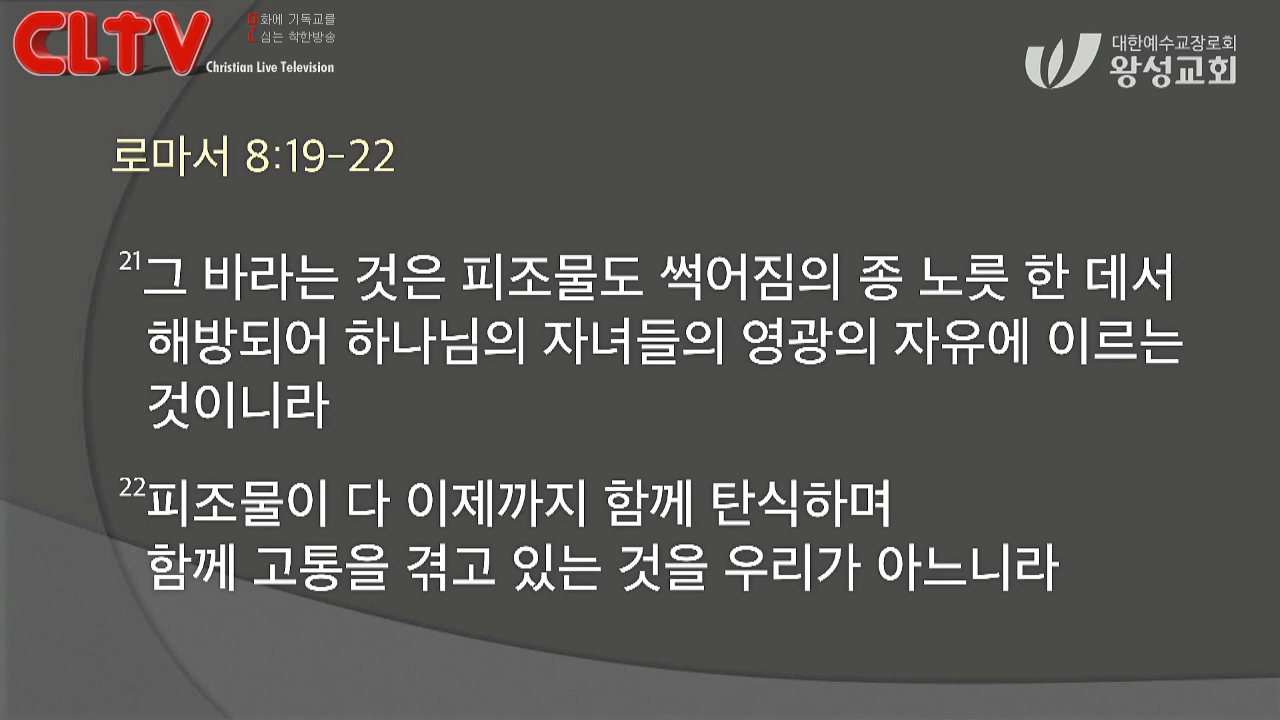 CLTV
문화에 기독교를
심는 착한방송
Christian Live Television
대한예수교장로회
왕성교회
로마서 8:19-22
21그 바라는 것은 피조물도 썩어짐의 종 노릇 한 데서
해방되어 하나님의 자녀들의 영광의 자유에 이르는
것이니라
22피조물이 다 이제까지 함께 탄식하며
함께 고통을 겪고 있는 것을 우리가 아느니라